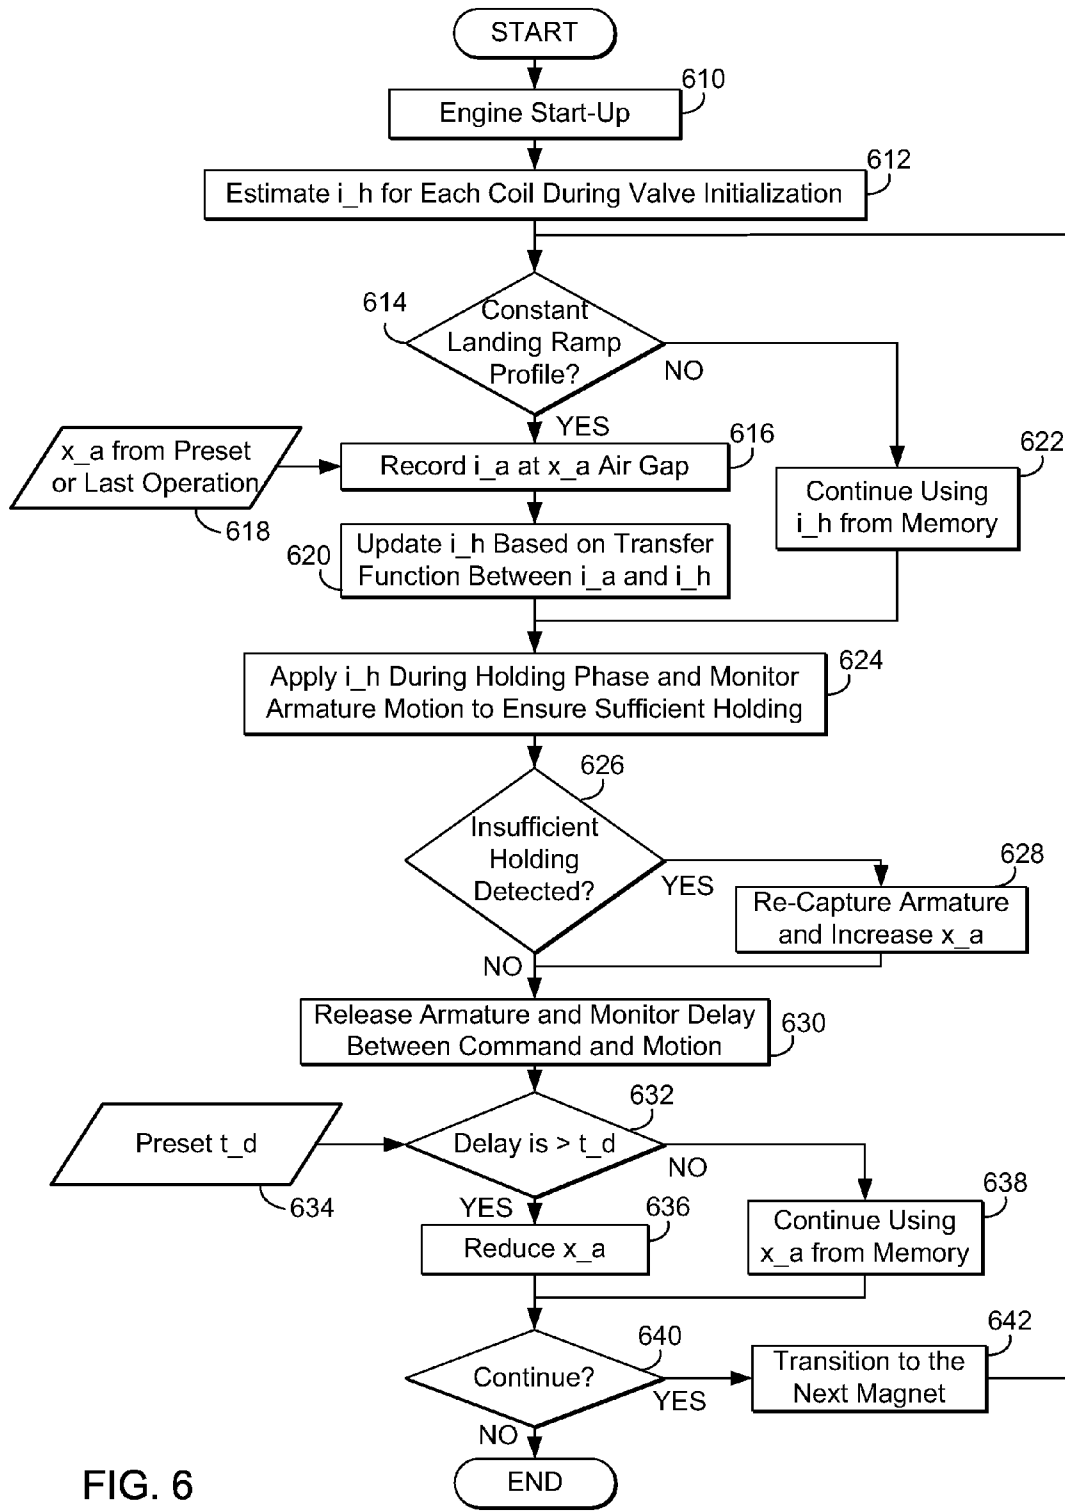 START
610
Engine Start-Up
612
Estimate i_h for Each Coil During Valve Initialization
614
Constant
Landing Ramp
Profile?
NO
YES
x_a from Preset
or Last Operation
618
616
Record i_a at x_a Air Gap
622
Continue Using
i_h from Memory
620
Update i_h Based on Transfer
Function Between i_a and i_h
624
Apply i_h During Holding Phase and Monitor
Armature Motion to Ensure Sufficient Holding
626
Insufficient
Holding
Detected?
YES
628
Re-Capture Armature
and Increase x_a
NO
Release Armature and Monitor Delay
Between Command and Motion
630
632
Preset t_d
634
Delay is > t_d
NO
YES
636
Reduce x_a
638
Continue Using
x_a from Memory
640
Continue?
YES
642
Transition to the
Next Magnet
NO
END
FIG. 6